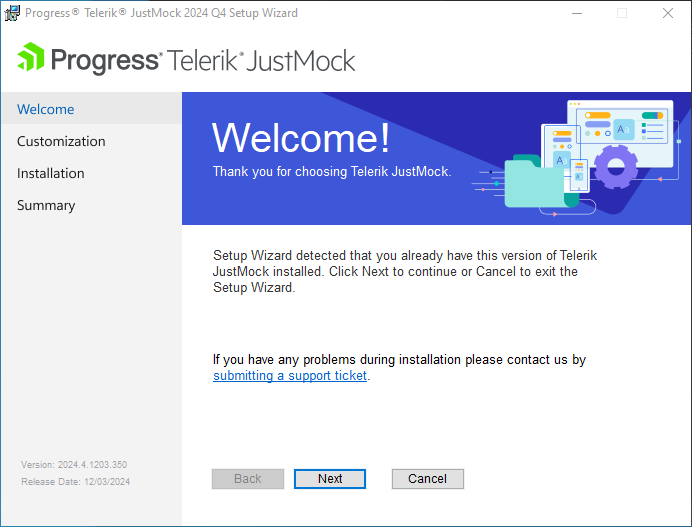 Progress® Telerik® JustMock 2024 Q4 Setup Wizard
Progress® Telerik® JustMock
Welcome
Customization
Installation
Summary
Welcome!
Thank you for choosing Telerik JustMock.
Setup Wizard detected that you already have this version of Telerik
JustMock installed. Click Next to continue or Cancel to exit the
Setup Wizard.
If you have any problems during installation please contact us by
submitting a support ticket.
Version: 2024.4.1203.350
Release Date: 12/03/2024
Back
Next
Cancel